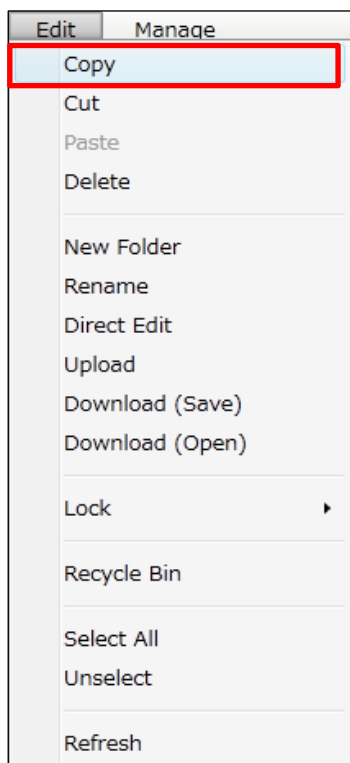 Edit Manage
Copy
Cut
Paste
Delete
New Folder
Rename
Direct Edit
Upload
Download (Save)
Download (Open)
Lock
Recycle Bin
Select All
Unselect
Refresh